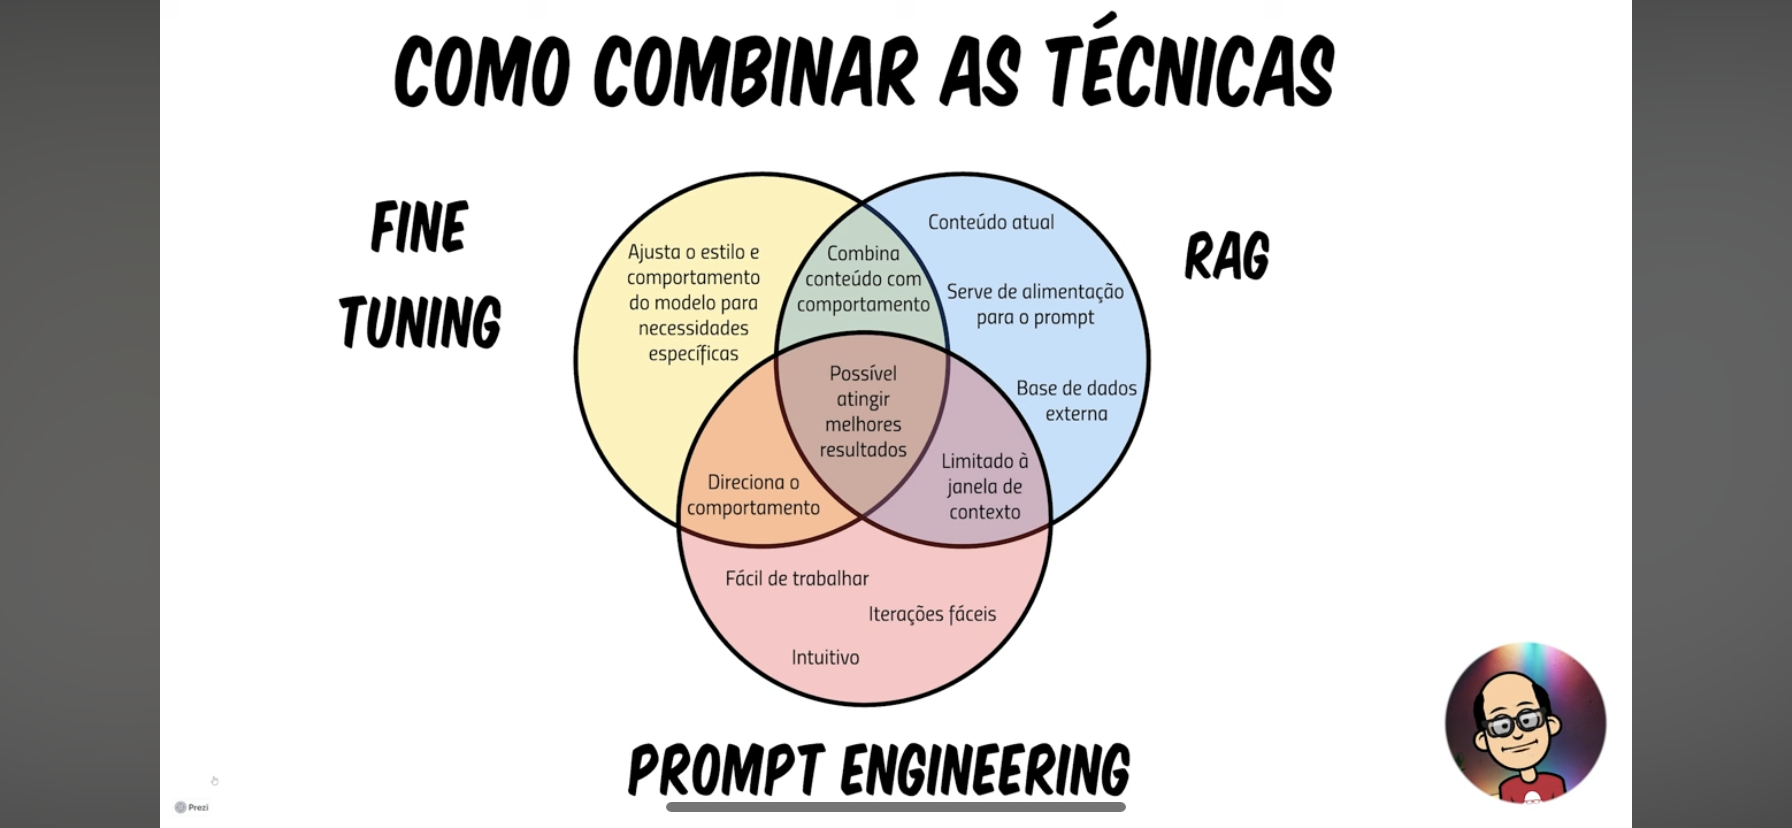 COMO COMBINAR AS TÉCNICAS
FINE
TUNING
Ajusta o estilo e
comportamento
do modelo para
necessidades
específicas
Combina
conteúdo com
comportamento
Conteúdo atual
Serve de alimentação
para o prompt
Base de dados
externa
RAG
Possível
atingir
melhores
resultados
Direciona o
comportamento
Limitado à
janela de
contexto
Fácil de trabalhar
Iterações fáceis
Intuitivo
PROMPT ENGINEERING
Prezi